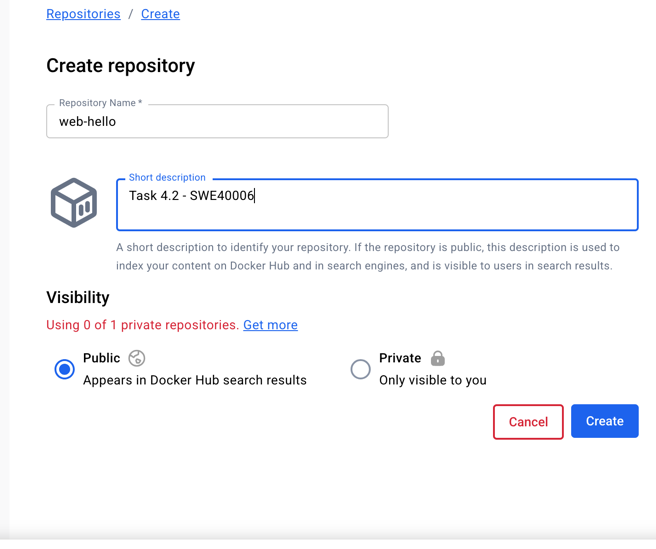 Repositories / Create
Create repository
Repository Name *
web-hello
Short description
Task 4.2 - SWE40006
A short description to identify your repository. If the repository is public, this description is used to
index your content on Docker Hub and in search engines, and is visible to users in search results.
Visibility
Using 0 of 1 private repositories. Get more
Public Private
Appears in Docker Hub search results Only visible to you
Cancel Create